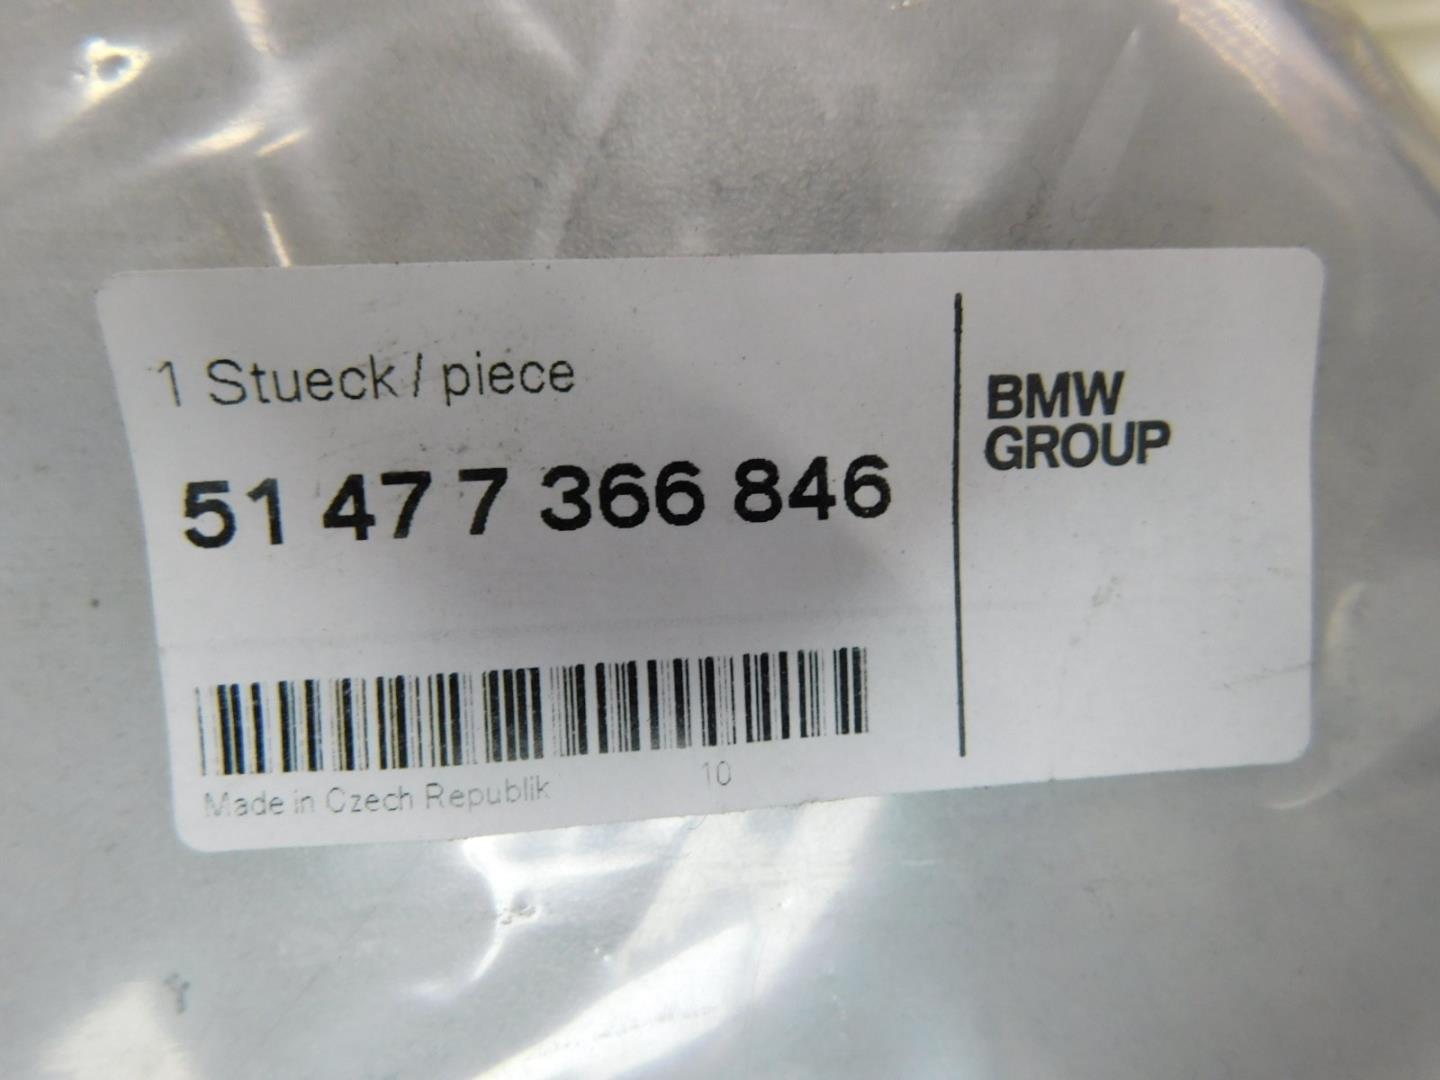 1 Stueck / piece
51 47 7 366 846
BMW
GROUP
Made in Czech Republik 10